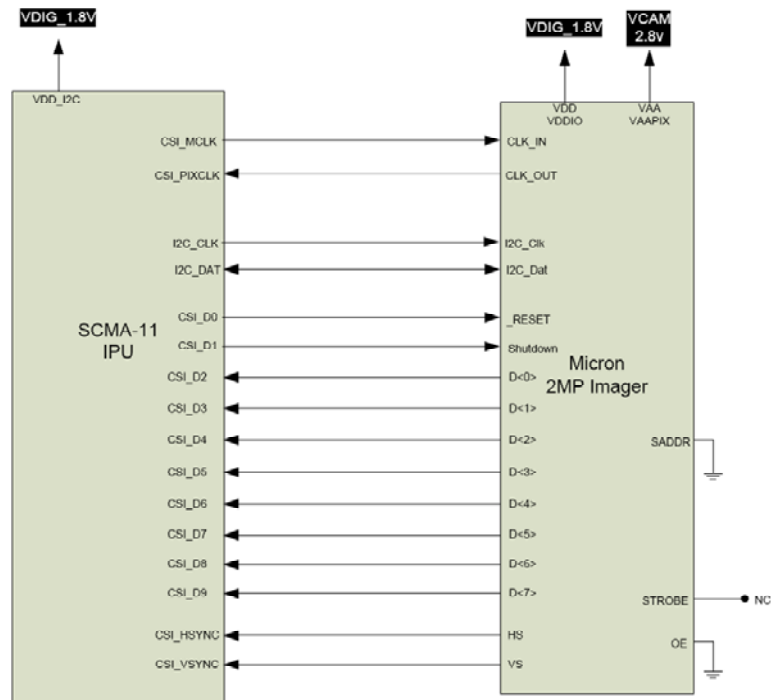 VDIG_1.8V
VDD_I2C
SCMA-11
IPU
CSI_MCLK
CSI_PIXCLK
I2C_CLK
I2C_DAT
CSI_D0
CSI_D1
CSI_D2
CSI_D3
CSI_D4
CSI_D5
CSI_D6
CSI_D7
CSI_D8
CSI_D9
CSI_HSYNC
CSI_VSYNC
VDIG_1.8V
VCAM
2.8v
VDD
VDDIO
VAA
VAAPIX
CLK_IN
CLK_OUT
I2C_Clk
I2C_Dat
_RESET
Shutdown
Micron
2MP Imager
D<0>
D<1>
D<2>
D<3>
D<4>
D<5>
D<6>
D<7>
HS
VS
SADDR
STROBE
NC
OE